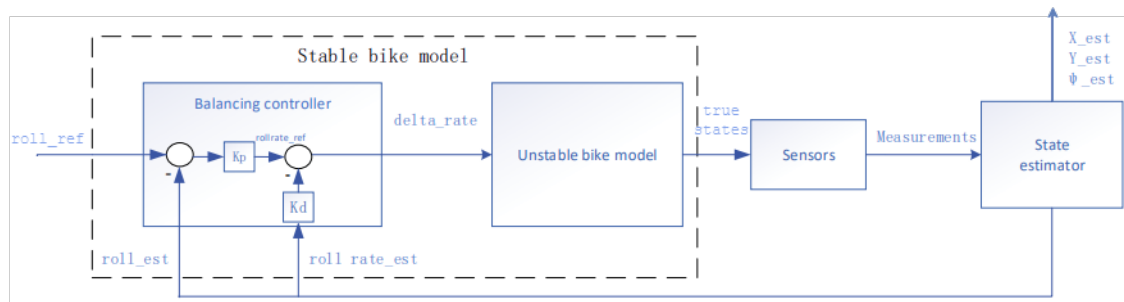 Stable bike model
X_est
Y_est
ψ_est
Balancing controller
roll_ref
Kp
rollrate_ref
-
-
Kd
delta_rate
Unstable bike model
true
states
Sensors
Measurements
State
estimator
roll_est
roll rate_est